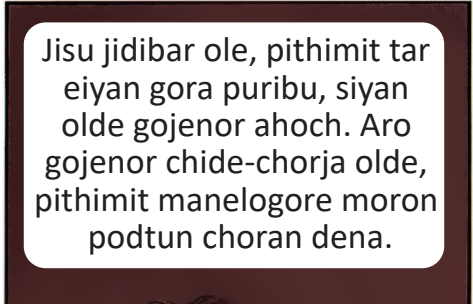 Jisu jidibar ole, pithimit tar
eiyan gora puribu, siyan
olde gojenor ahoch. Aro
gojenor chide-chorja olde,
pithimit manelogore moron
podtun choran dena.